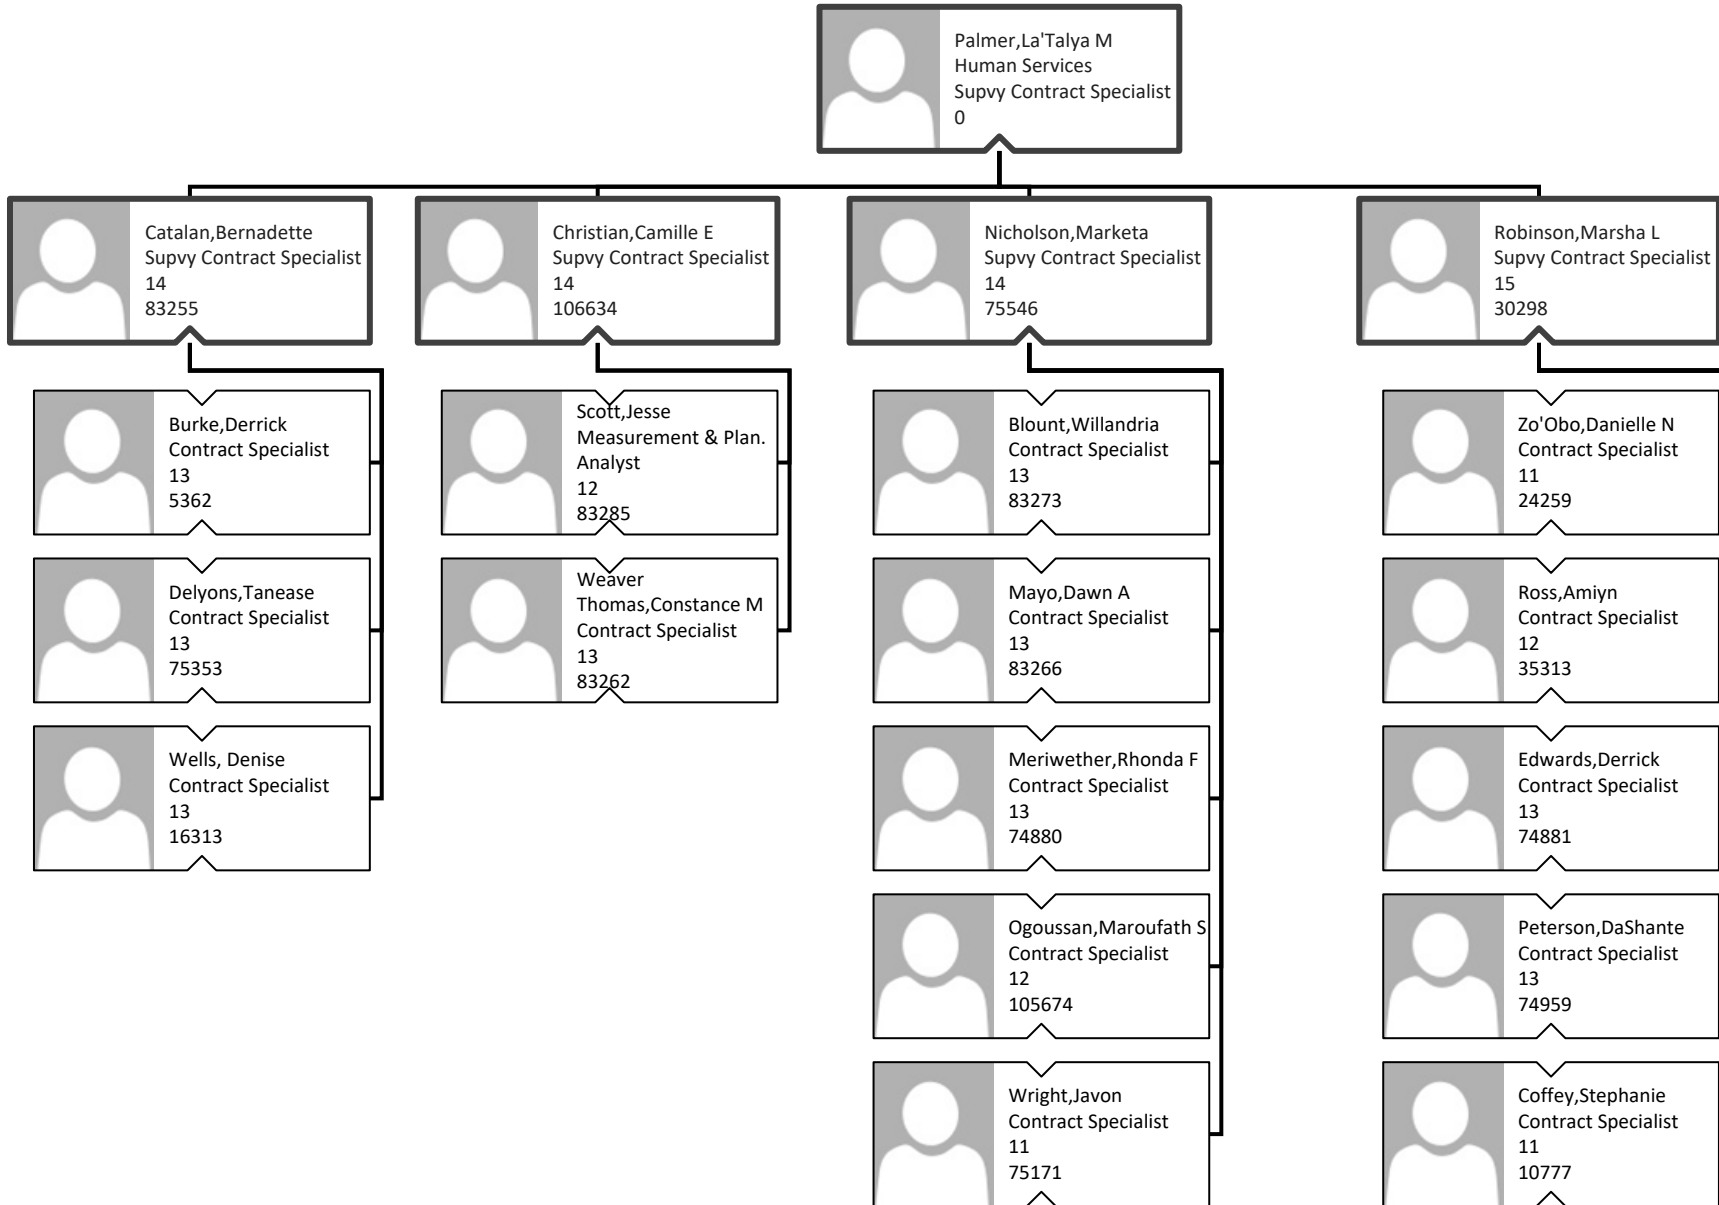 Palmer,La'Talya M
Human Services
Supvy Contract Specialist
0
Catalan,Bernadette
Supvy Contract Specialist
14
83255
Christian,Camille E
Supvy Contract Specialist
14
106634
Nicholson,Marketa
Supvy Contract Specialist
14
75546
Robinson,Marsha L
Supvy Contract Specialist
15
30298
Burke,Derrick
Contract Specialist
13
5362
Scott,Jesse
Measurement & Plan.
Analyst
12
83285
Blount,Willandria
Contract Specialist
13
83273
Zo'Obo,Danielle N
Contract Specialist
11
24259
Delyons,Tanease
Contract Specialist
13
75353
Weaver
Thomas,Constance M
Contract Specialist
13
83262
Mayo,Dawn A
Contract Specialist
13
83266
Ross,Amiyn
Contract Specialist
12
35313
Wells, Denise
Contract Specialist
13
16313
Meriwether,Rhonda F
Contract Specialist
13
74880
Edwards,Derrick
Contract Specialist
13
74881
Ogoussan,Maroufath S
Contract Specialist
12
105674
Peterson,DaShante
Contract Specialist
13
74959
Wright,Javon
Contract Specialist
11
75171
Coffey,Stephanie
Contract Specialist
11
10777